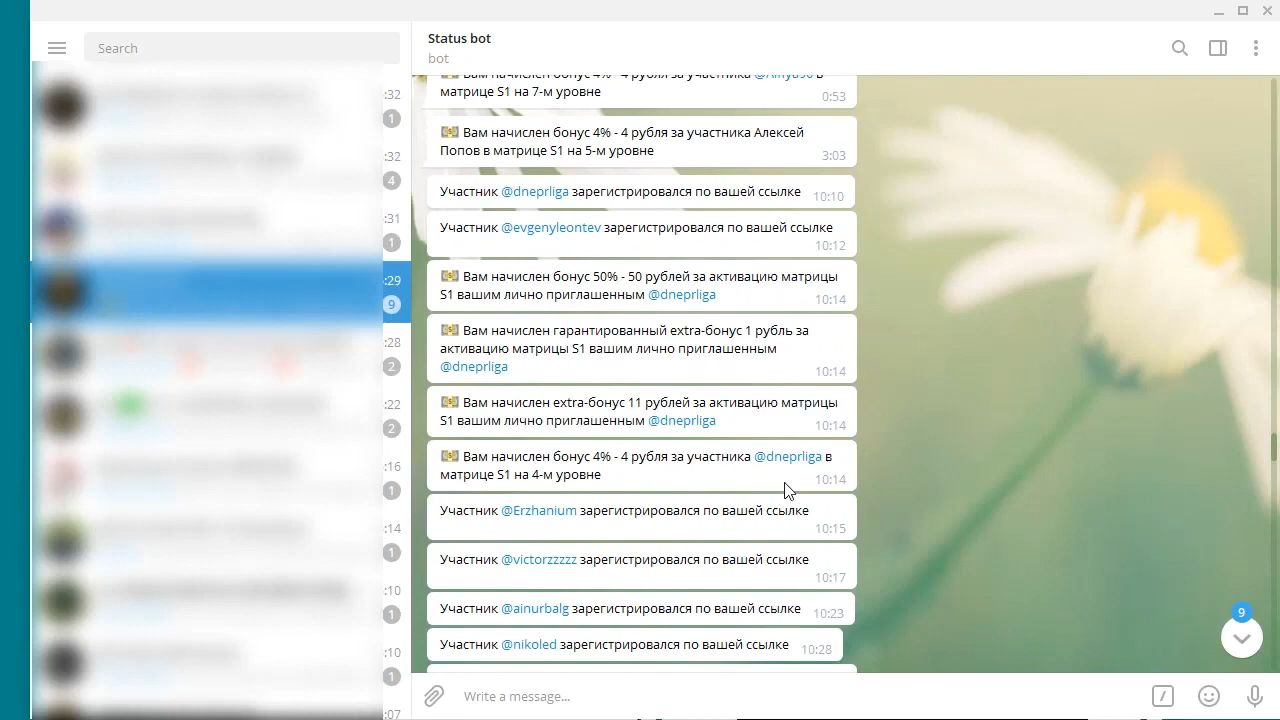 Search
:32
1
:32
4
:31
1
:29
9
:28
2
:22
2
:16
1
:14
1
:10
1
:10
1
:07
Status bot
bot
Вам начислен бонус 4% - 4 рубля за участника в
матрице S1 на 7-м уровне
0:53
Вам начислен бонус 4% - 4 рубля за участника Алексей
Попов в матрице S1 на 5-м уровне
3:03
Участник @dneprliga зарегистрировался по вашей ссылке
10:10
Участник @evgenyleontev зарегистрировался по вашей ссылке
10:12
Вам начислен бонус 50% - 50 рублей за активацию матрицы
S1 вашим лично приглашенным @dneprliga
10:14
Вам начислен гарантированный extra-бонус 1 рубль за
активацию матрицы S1 вашим лично приглашенным
@dneprliga
10:14
Вам начислен extra-бонус 11 рублей за активацию матрицы
S1 вашим лично приглашенным @dneprliga
10:14
Вам начислен бонус 4% - 4 рубля за участника @dneprliga в
матрице S1 на 4-м уровне
10:14
Участник @Erzhanium зарегистрировался по вашей ссылке
10:15
Участник @victorzzzzz зарегистрировался по вашей ссылке
10:17
Участник @ainurbalg зарегистрировался по вашей ссылке
10:23
Участник @nikoled зарегистрировался по вашей ссылке
10:28
9
Write a message...